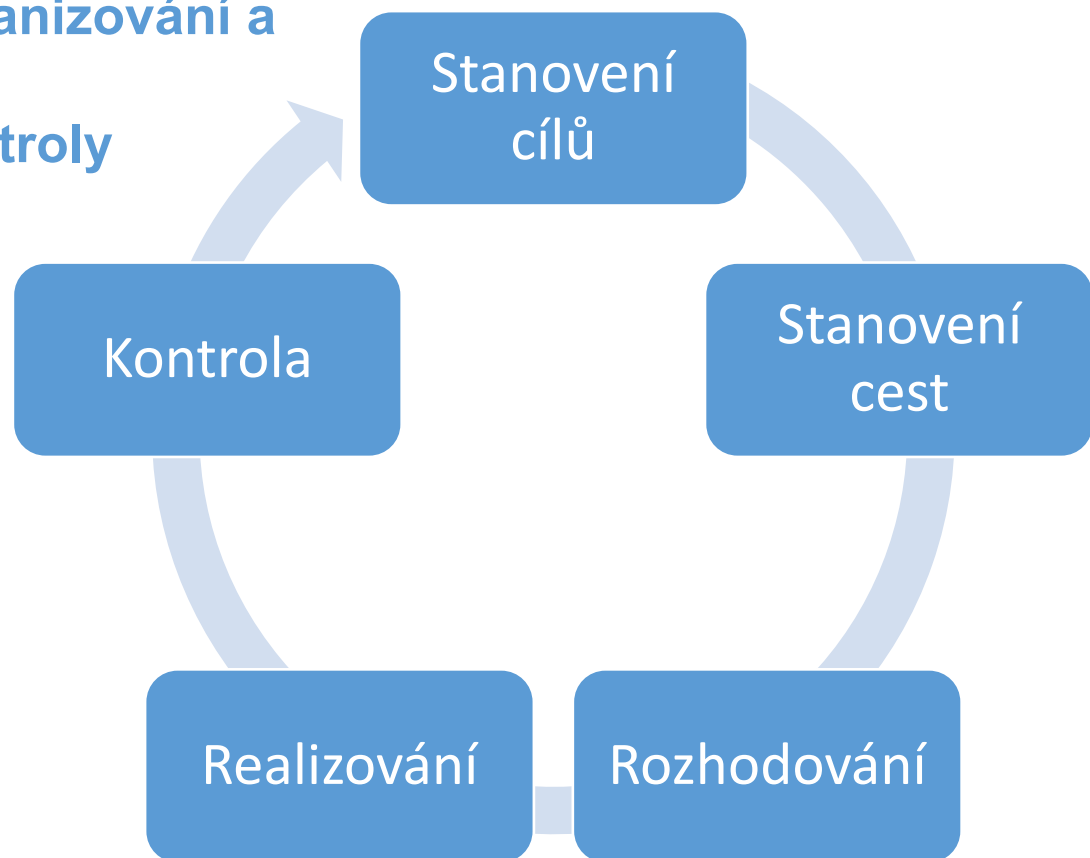 anizování a
troly
Stanovení
cílů
Stanovení
cest
Rozhodování
Realizování
Kontrola